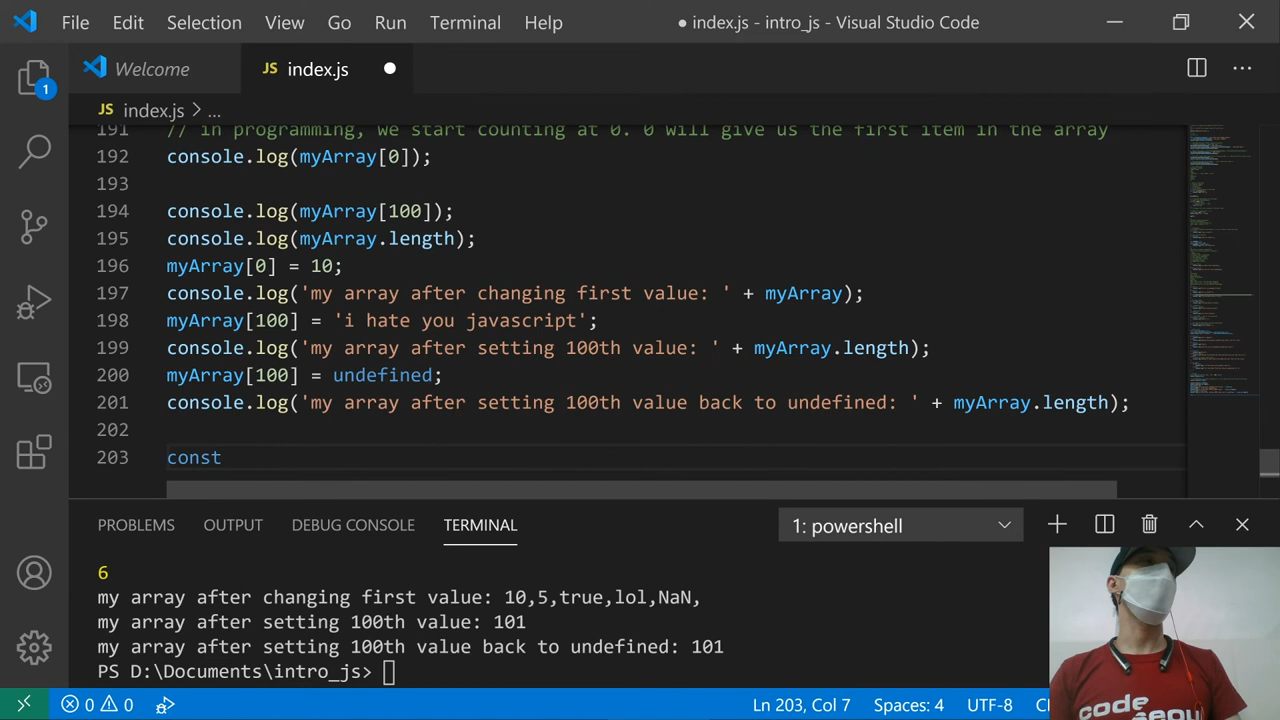 File Edit Selection View Go Run Terminal Help ● index.js - intro_js - Visual Studio Code
Welcome JS index.js
JS index.js > ...
191 // in programming, we start counting at 0. 0 will give us the first item in the array
192 console.log(myArray[0]);
193
194 console.log(myArray[100]);
195 console.log(myArray.length);
196 myArray[0] = 10;
197 console.log('my array after changing first value: ' + myArray);
198 myArray[100] = 'i hate you javascript';
199 console.log('my array after setting 100th value: ' + myArray.length);
200 myArray[100] = undefined;
201 console.log('my array after setting 100th value back to undefined: ' + myArray.length);
202
203 const
1
PROBLEMS OUTPUT DEBUG CONSOLE TERMINAL 1: powershell
6
my array after changing first value: 10,5,true,lol,NaN,
my array after setting 100th value: 101
my array after setting 100th value back to undefined: 101
PS D:\Documents\intro_js>
code
0 0 Ln 203, Col 7 Spaces: 4 UTF-8